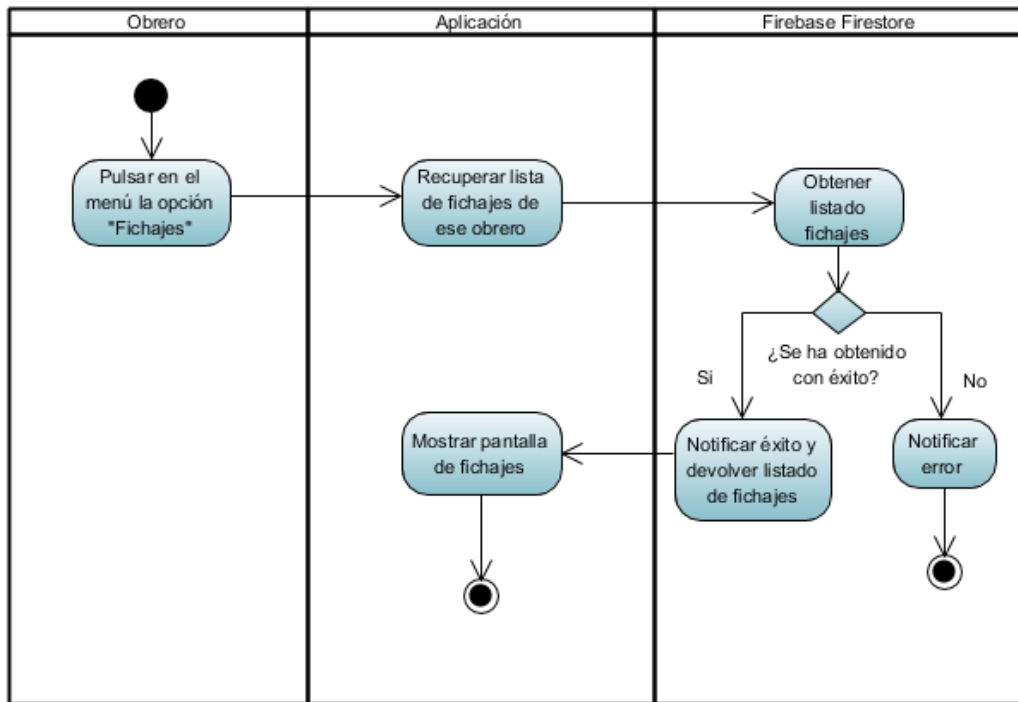 Obrero
Aplicación
Firebase Firestore
Pulsar en el
menú la opción
"Fichajes"
Recuperar lista
de fichajes de
ese obrero
Obtener
listado
fichajes
¿Se ha obtenido
con éxito?
Si
No
Mostrar pantalla
de fichajes
Notificar éxito y
devolver listado
de fichajes
Notificar
error